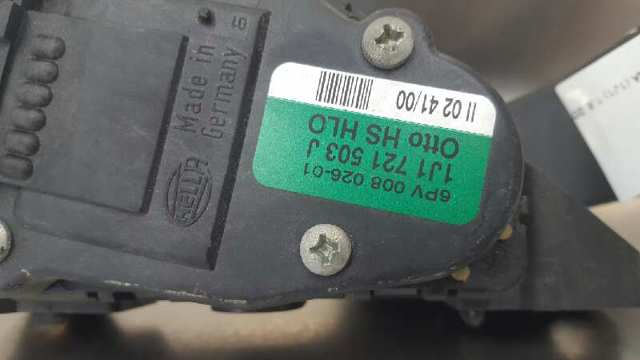 6PV 008 026-01
1J1 721 503 J
Otto HS HLO
II 02 41/00
HELLA
Made in
Germany